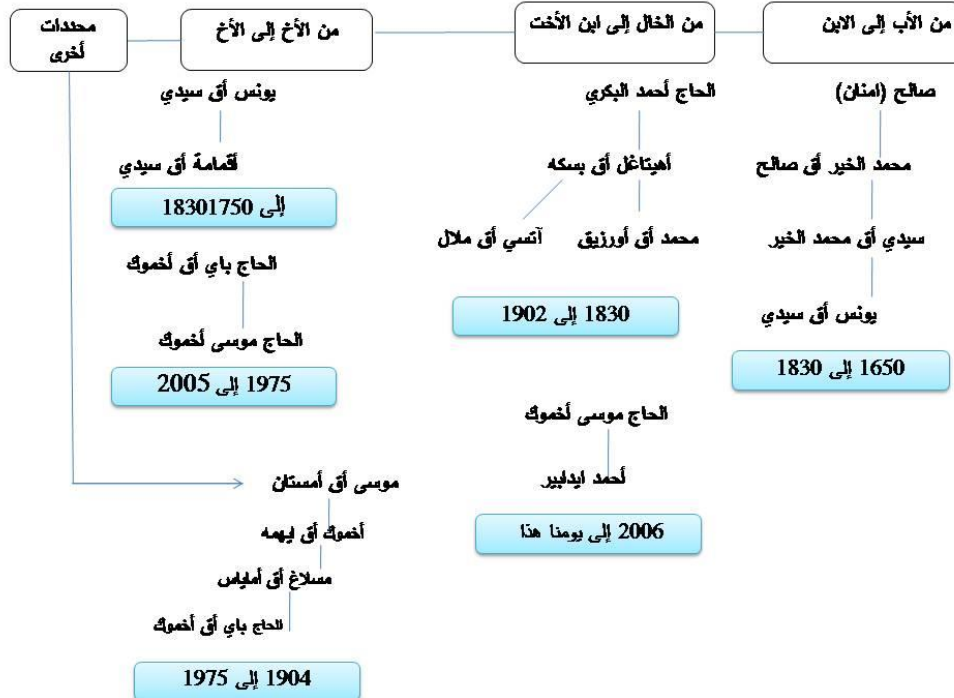 من الأب إلى الابن
صالح (امنان)
محمد الخير أق صالح
سيدي أق محمد الخير
يونس أق سيدي
1650 إلى 1830
من الخال إلى ابن الأخت
الحاج أحمد البكري
أهيتاغل أق بسكه
محمد أق أورزيق
آتسي أق ملال
1830 إلى 1902
الحاج موسى أخموك
أحمد ايدابير
2006 إلى يومنا هذا
من الأخ إلى الأخ
يونس أق سيدي
أقمامة أق سيدي
إلى 18301750
الحاج باي أق أخموك
الحاج موسى أخموك
1975 إلى 2005
محددات
أخرى
موسى أق أمستان
أخموك أق ايهمه
مسلاغ أق أماياس
الحاج باي أق أخموك
1904 إلى 1975